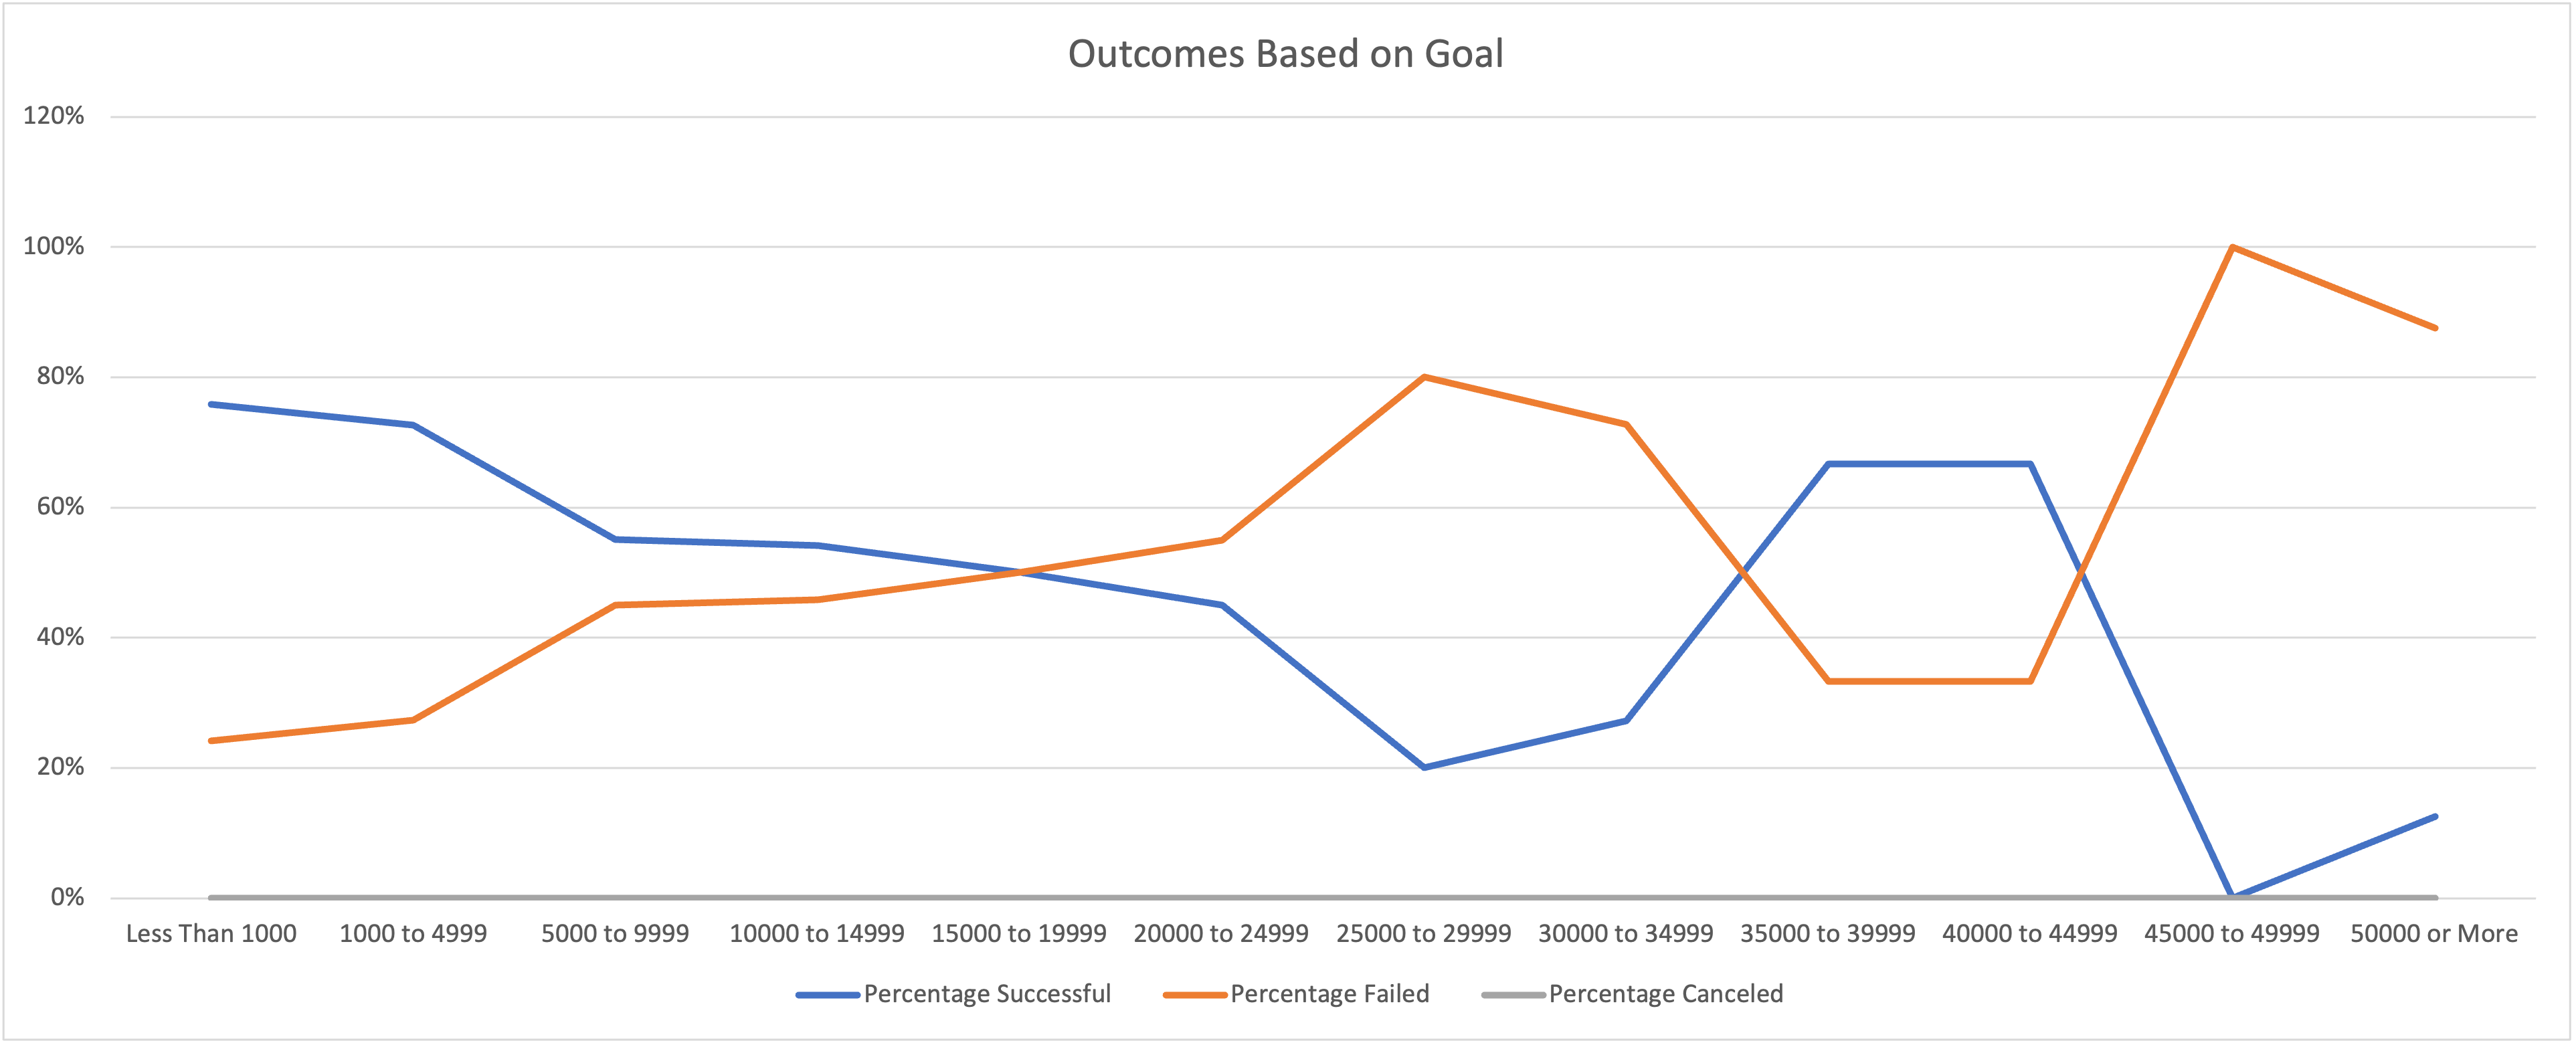 Outcomes Based on Goal
120%
100%
80%
60%
40%
20%
0%
Less Than 1000 1000 to 4999 5000 to 9999 10000 to 14999 15000 to 19999 20000 to 24999 25000 to 29999 30000 to 34999 35000 to 39999 40000 to 44999 45000 to 49999 50000 or More
Percentage Successful Percentage Failed Percentage Canceled